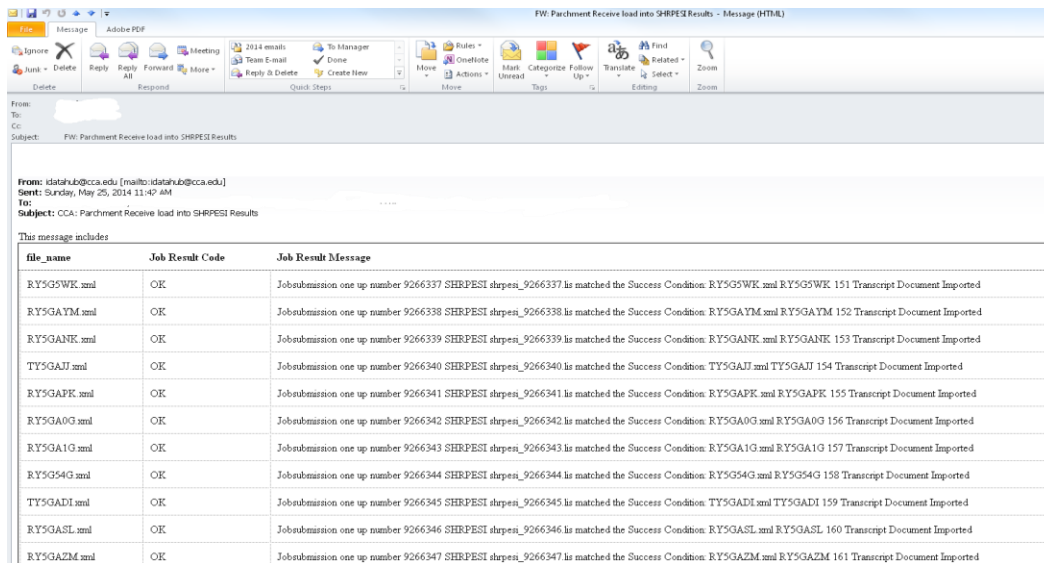 FW: Parchment Receive load into SHRPESI Results - Message (HTML)
File Message Adobe PDF
Ignore
Junk
Delete
Reply
Reply All
Forward
Meeting
More
2014 emails
Team E-mail
Reply & Delete
To Manager
Done
Create New
Move
Rules
OneNote
Actions
Mark Unread
Categorize
Follow Up
Translate
Find
Related
Select
Zoom
Delete Respond Quick Steps Move Tags Editing Zoom
From:
To:
Cc:
Subject: FW: Parchment Receive load into SHRPESI Results
From: idatahub@cca.edu [mailto:idatahub@cca.edu]
Sent: Sunday, May 25, 2014 11:42 AM
To:
Subject: CCA: Parchment Receive load into SHRPESI Results
This message includes
file_name Job Result Code Job Result Message
RY5G5WK.xml OK Jobsubmission one up number 9266337 SHRPESI shrpesi_9266337.lis matched the Success Condition: RY5G5WK.xml RY5G5WK 151 Transcript Document Imported
RY5GAYM.xml OK Jobsubmission one up number 9266338 SHRPESI shrpesi_9266338.lis matched the Success Condition: RY5GAYM.xml RY5GAYM 152 Transcript Document Imported
RY5GANK.xml OK Jobsubmission one up number 9266339 SHRPESI shrpesi_9266339.lis matched the Success Condition: RY5GANK.xml RY5GANK 153 Transcript Document Imported
TY5GAJJ.xml OK Jobsubmission one up number 9266340 SHRPESI shrpesi_9266340.lis matched the Success Condition: TY5GAJJ.xml TY5GAJJ 154 Transcript Document Imported
RY5GAPK.xml OK Jobsubmission one up number 9266341 SHRPESI shrpesi_9266341.lis matched the Success Condition: RY5GAPK.xml RY5GAPK 155 Transcript Document Imported
RY5GA0G.xml OK Jobsubmission one up number 9266342 SHRPESI shrpesi_9266342.lis matched the Success Condition: RY5GA0G.xml RY5GA0G 156 Transcript Document Imported
RY5GA1G.xml OK Jobsubmission one up number 9266343 SHRPESI shrpesi_9266343.lis matched the Success Condition: RY5GA1G.xml RY5GA1G 157 Transcript Document Imported
RY5G54G.xml OK Jobsubmission one up number 9266344 SHRPESI shrpesi_9266344.lis matched the Success Condition: RY5G54G.xml RY5G54G 158 Transcript Document Imported
TY5GADI.xml OK Jobsubmission one up number 9266345 SHRPESI shrpesi_9266345.lis matched the Success Condition: TY5GADI.xml TY5GADI 159 Transcript Document Imported
RY5GASL.xml OK Jobsubmission one up number 9266346 SHRPESI shrpesi_9266346.lis matched the Success Condition: RY5GASL.xml RY5GASL 160 Transcript Document Imported
RY5GAZM.xml OK Jobsubmission one up number 9266347 SHRPESI shrpesi_9266347.lis matched the Success Condition: RY5GAZM.xml RY5GAZM 161 Transcript Document Imported